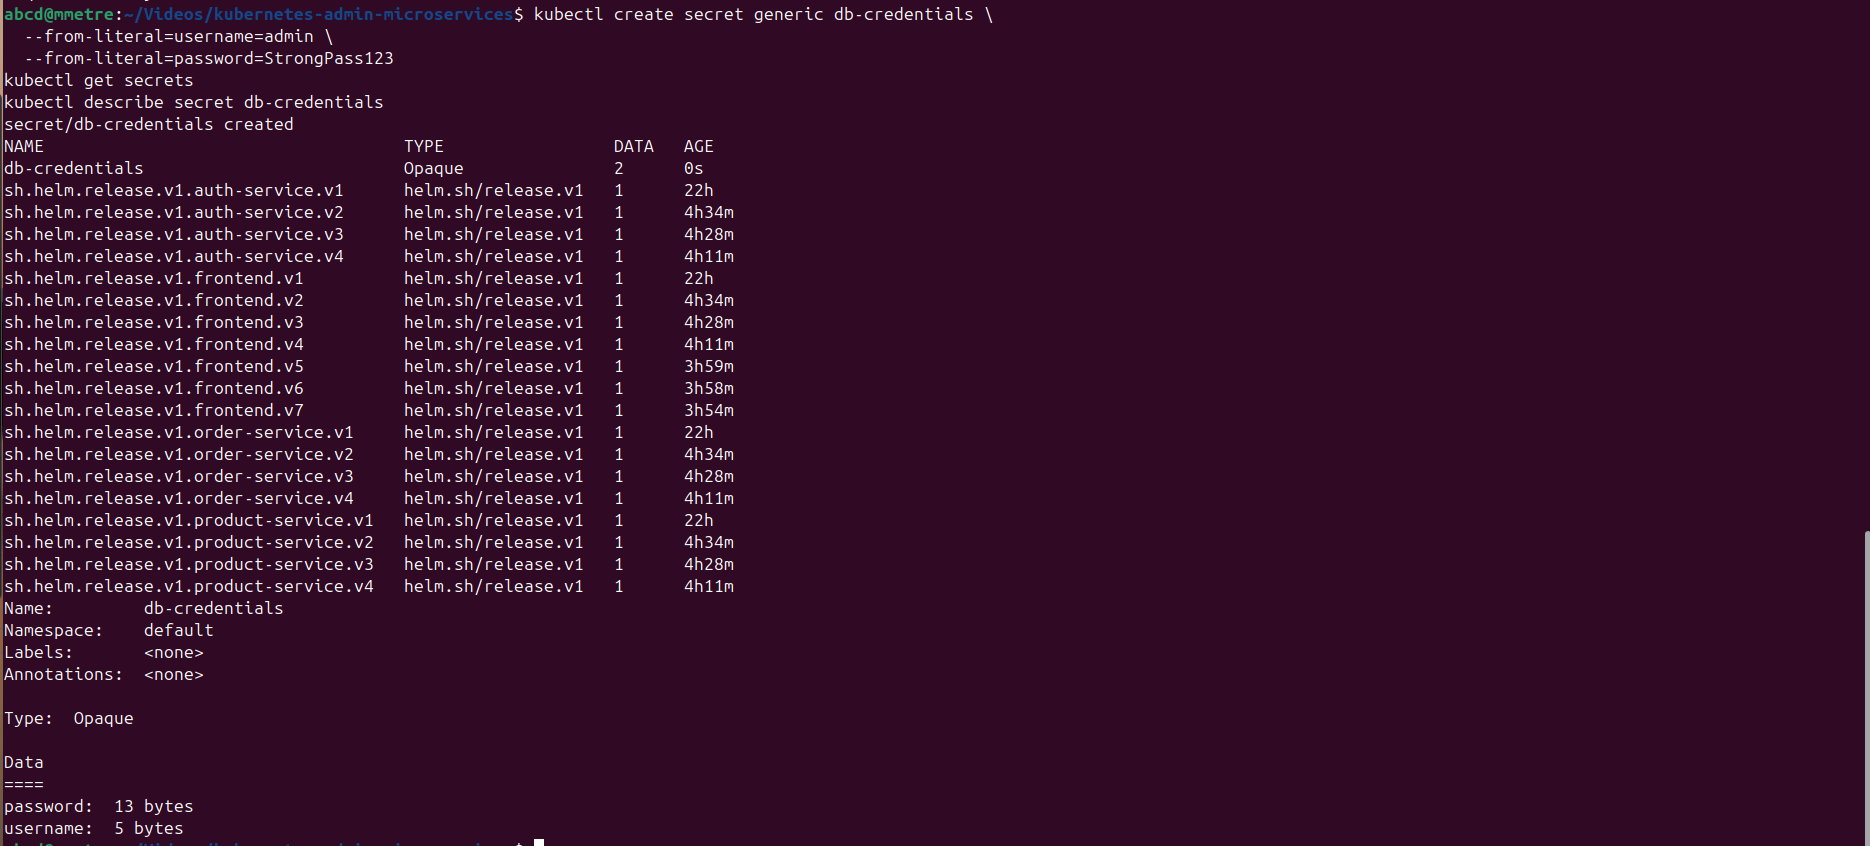 abcd@mmetre:~/Videos/kubernetes-admin-microservices$ kubectl create secret generic db-credentials \
  --from-literal=username=admin \
  --from-literal=password=StrongPass123
kubectl get secrets
kubectl describe secret db-credentials
secret/db-credentials created
NAME                                    TYPE                 DATA   AGE
db-credentials                          Opaque               2      0s
sh.helm.release.v1.auth-service.v1      helm.sh/release.v1   1      22h
sh.helm.release.v1.auth-service.v2      helm.sh/release.v1   1      4h34m
sh.helm.release.v1.auth-service.v3      helm.sh/release.v1   1      4h28m
sh.helm.release.v1.auth-service.v4      helm.sh/release.v1   1      4h11m
sh.helm.release.v1.frontend.v1          helm.sh/release.v1   1      22h
sh.helm.release.v1.frontend.v2          helm.sh/release.v1   1      4h34m
sh.helm.release.v1.frontend.v3          helm.sh/release.v1   1      4h28m
sh.helm.release.v1.frontend.v4          helm.sh/release.v1   1      4h11m
sh.helm.release.v1.frontend.v5          helm.sh/release.v1   1      3h59m
sh.helm.release.v1.frontend.v6          helm.sh/release.v1   1      3h58m
sh.helm.release.v1.frontend.v7          helm.sh/release.v1   1      3h54m
sh.helm.release.v1.order-service.v1     helm.sh/release.v1   1      22h
sh.helm.release.v1.order-service.v2     helm.sh/release.v1   1      4h34m
sh.helm.release.v1.order-service.v3     helm.sh/release.v1   1      4h28m
sh.helm.release.v1.order-service.v4     helm.sh/release.v1   1      4h11m
sh.helm.release.v1.product-service.v1   helm.sh/release.v1   1      22h
sh.helm.release.v1.product-service.v2   helm.sh/release.v1   1      4h34m
sh.helm.release.v1.product-service.v3   helm.sh/release.v1   1      4h28m
sh.helm.release.v1.product-service.v4   helm.sh/release.v1   1      4h11m
Name:         db-credentials
Namespace:    default
Labels:       <none>
Annotations:  <none>

Type:  Opaque

Data
====
password:  13 bytes
username:  5 bytes